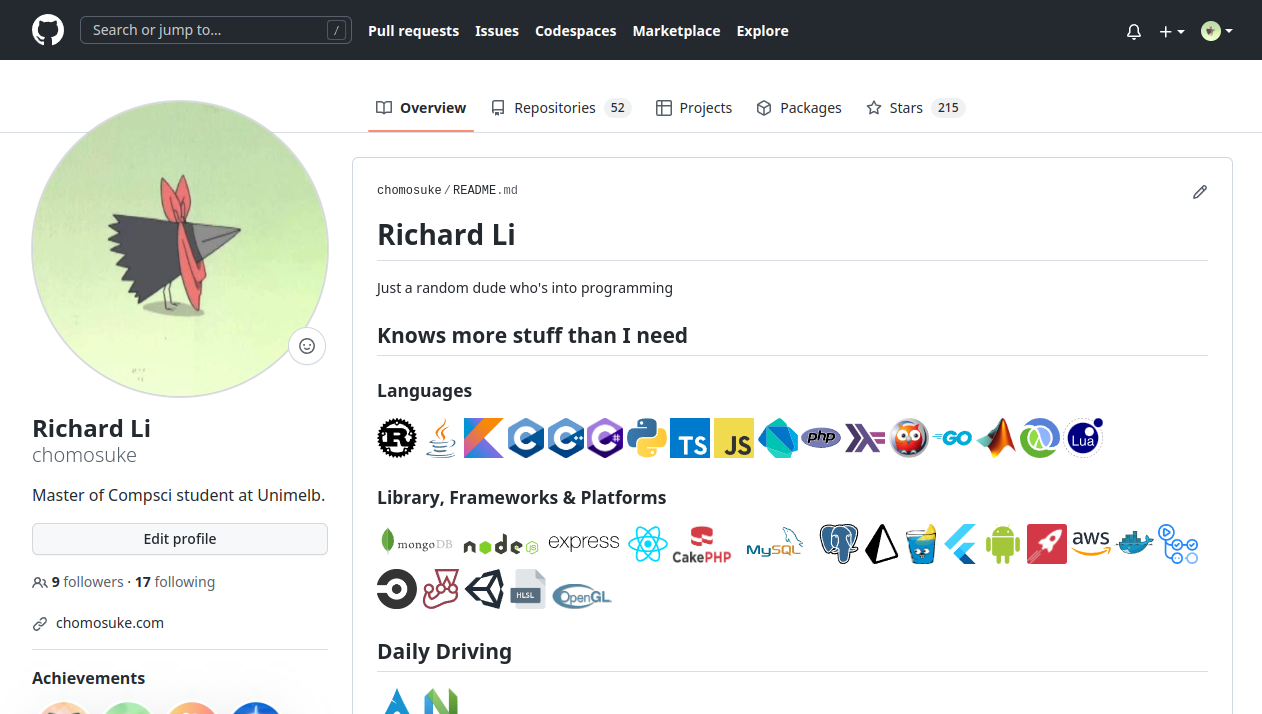 Search or jump to...
/
Pull requests
Issues
Codespaces
Marketplace
Explore
Overview
Repositories 52
Projects
Packages
Stars 215
Richard Li
chomosuke
Master of Compsci student at Unimelb.
Edit profile
9 followers · 17 following
chomosuke.com
Achievements
chomosuke/README.md
Richard Li
Just a random dude who's into programming
Knows more stuff than I need
Languages
R Java C C++ C# TS JS php GO Lua
Library, Frameworks & Platforms
mongoDB node JS express CakePHP MySQL aws
HLSL OpenGL
Daily Driving